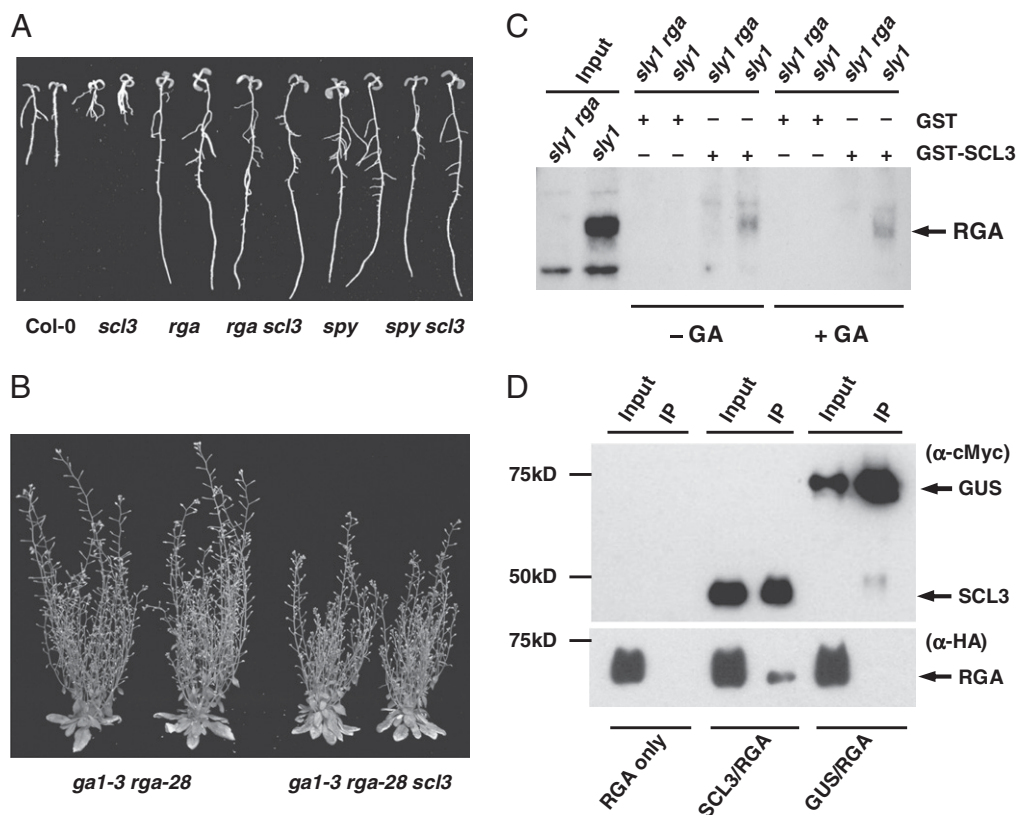 A
Col-0 scl3 rga rga scl3 spy spy scl3
B
ga1-3 rga-28 ga1-3 rga-28 scl3
C
Input
sly1 rga sly1 sly1 rga sly1 sly1 rga sly1 sly1 rga sly1 sly1 rga sly1
+ + – – + + – – GST
– – + + – – + + GST-SCL3
RGA
– GA + GA
D
Input IP Input IP Input IP
(α-cMyc)
75kD GUS
50kD SCL3
75kD (α-HA)
RGA
RGA only SCL3/RGA GUS/RGA